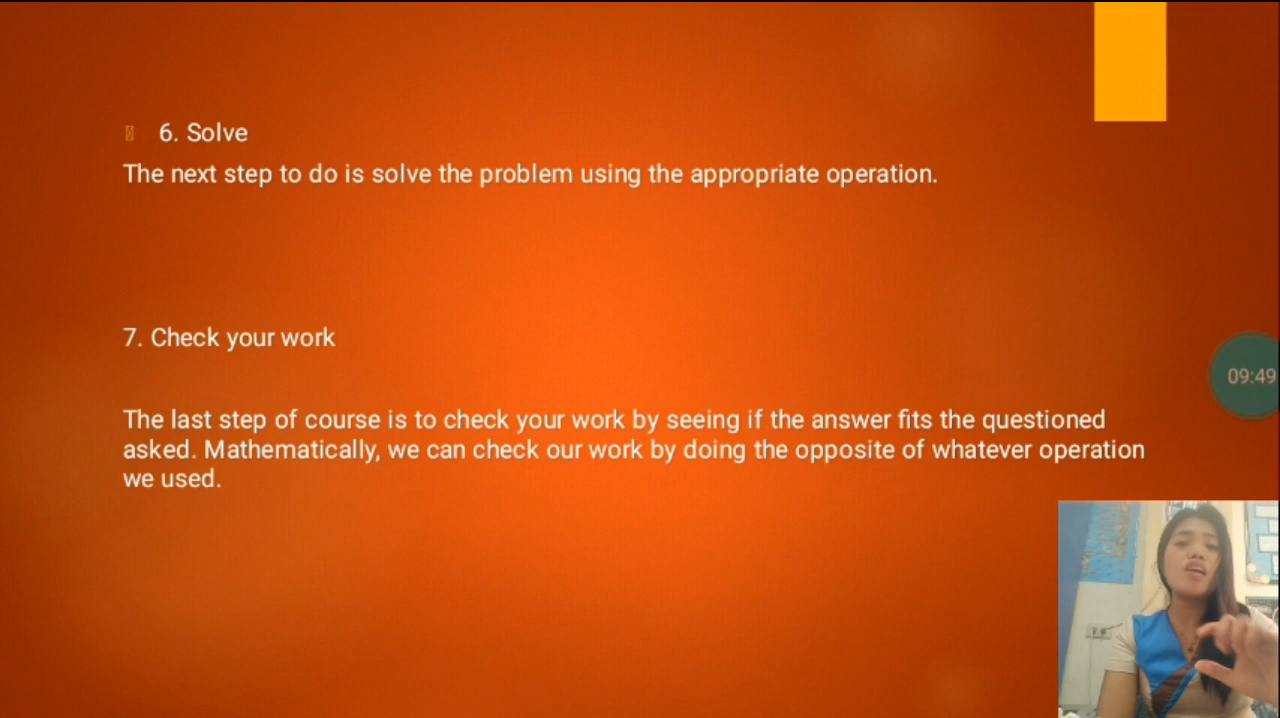 6. Solve
The next step to do is solve the problem using the appropriate operation.
7. Check your work
The last step of course is to check your work by seeing if the answer fits the questioned
asked. Mathematically, we can check our work by doing the opposite of whatever operation
we used.
09:49